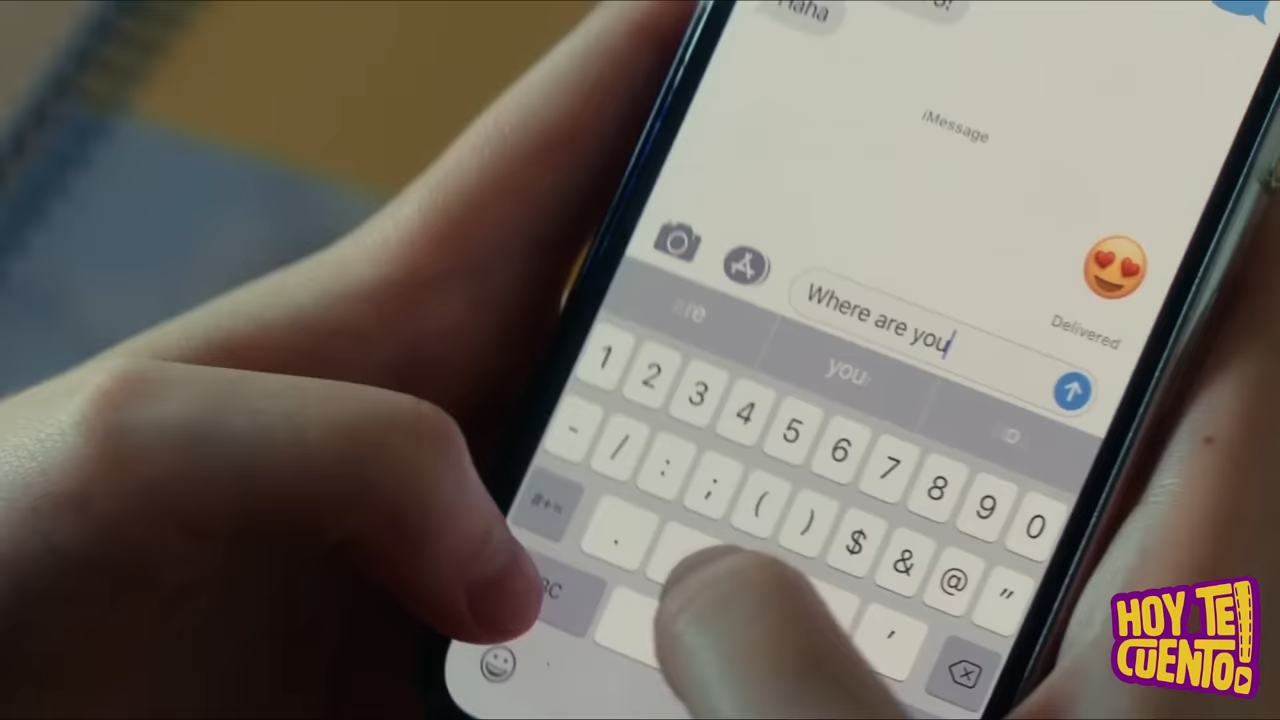 Haha
iMessage
Delivered
Where are you
are
you
1 2 3 4 5 6 7 8 9 0
- / : ; ( ) $ & @ "
#+=
.
,
HOY TE
CUENTO!